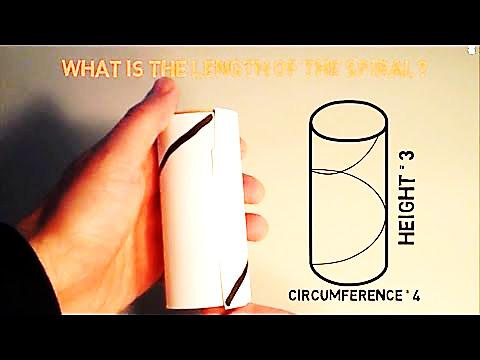 WHAT IS THE LENGTH OF THE SPIRAL?
HEIGHT = 3
CIRCUMFERENCE = 4